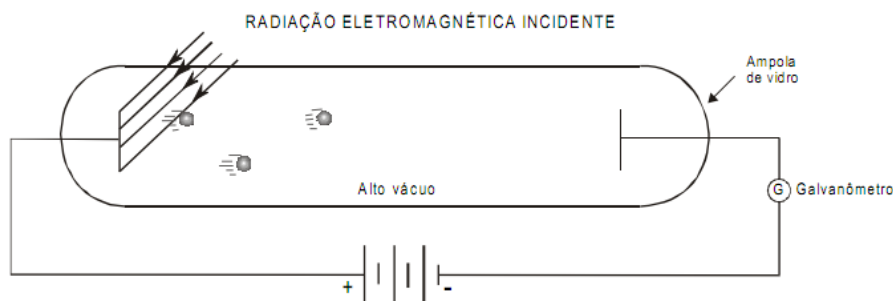 RADIAÇÃO ELETROMAGNÉTICA INCIDENTE
Ampola
de vidro
Alto vácuo
G Galvanômetro
+ -